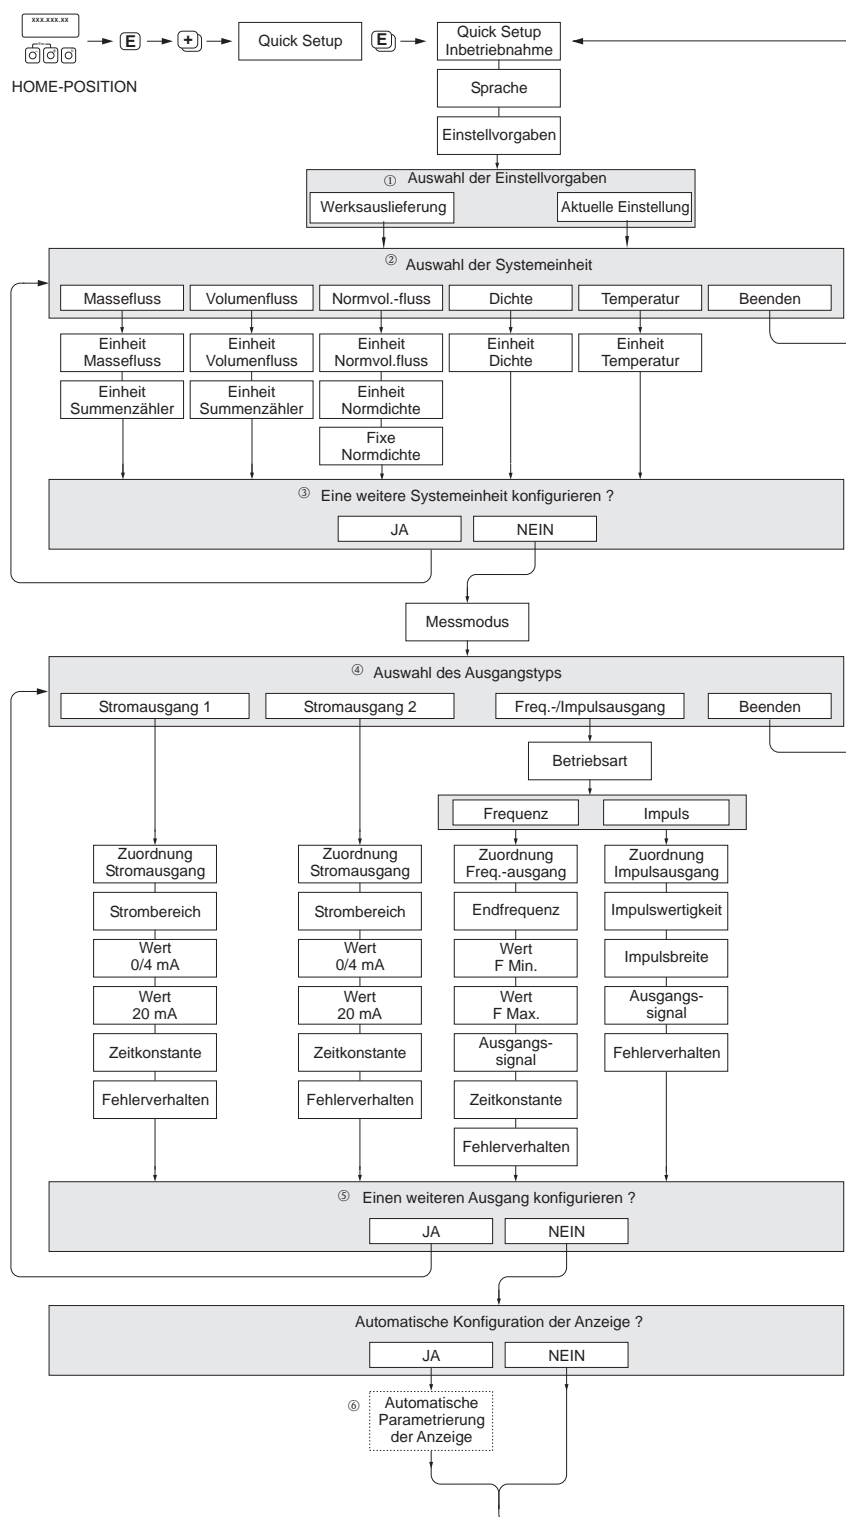 xxx.xxx.xx
Esc
E
+
Quick Setup
E
Quick Setup
Inbetriebnahme
HOME-POSITION
Sprache
Einstellvorgaben
① Auswahl der Einstellvorgaben
Werksauslieferung
Aktuelle Einstellung
② Auswahl der Systemeinheit
Massefluss
Volumenfluss
Normvol.-fluss
Dichte
Temperatur
Beenden
Einheit
Massefluss
Einheit
Volumenfluss
Einheit
Normvol.fluss
Einheit
Dichte
Einheit
Temperatur
Einheit
Summenzähler
Einheit
Summenzähler
Einheit
Normdichte
Fixe
Normdichte
③ Eine weitere Systemeinheit konfigurieren ?
JA
NEIN
Messmodus
④ Auswahl des Ausgangstyps
Stromausgang 1
Stromausgang 2
Freq.-/Impulsausgang
Beenden
Betriebsart
Frequenz
Impuls
Zuordnung
Stromausgang
Zuordnung
Stromausgang
Zuordnung
Freq.-ausgang
Zuordnung
Impulsausgang
Strombereich
Strombereich
Endfrequenz
Impulswertigkeit
Wert
0/4 mA
Wert
0/4 mA
Wert
F Min.
Impulsbreite
Wert
20 mA
Wert
20 mA
Wert
F Max.
Ausgangs-
signal
Zeitkonstante
Zeitkonstante
Ausgangs-
signal
Fehlerverhalten
Fehlerverhalten
Fehlerverhalten
Zeitkonstante
Fehlerverhalten
⑤ Einen weiteren Ausgang konfigurieren ?
JA
NEIN
Automatische Konfiguration der Anzeige ?
JA
NEIN
⑥ Automatische
Parametrierung
der Anzeige